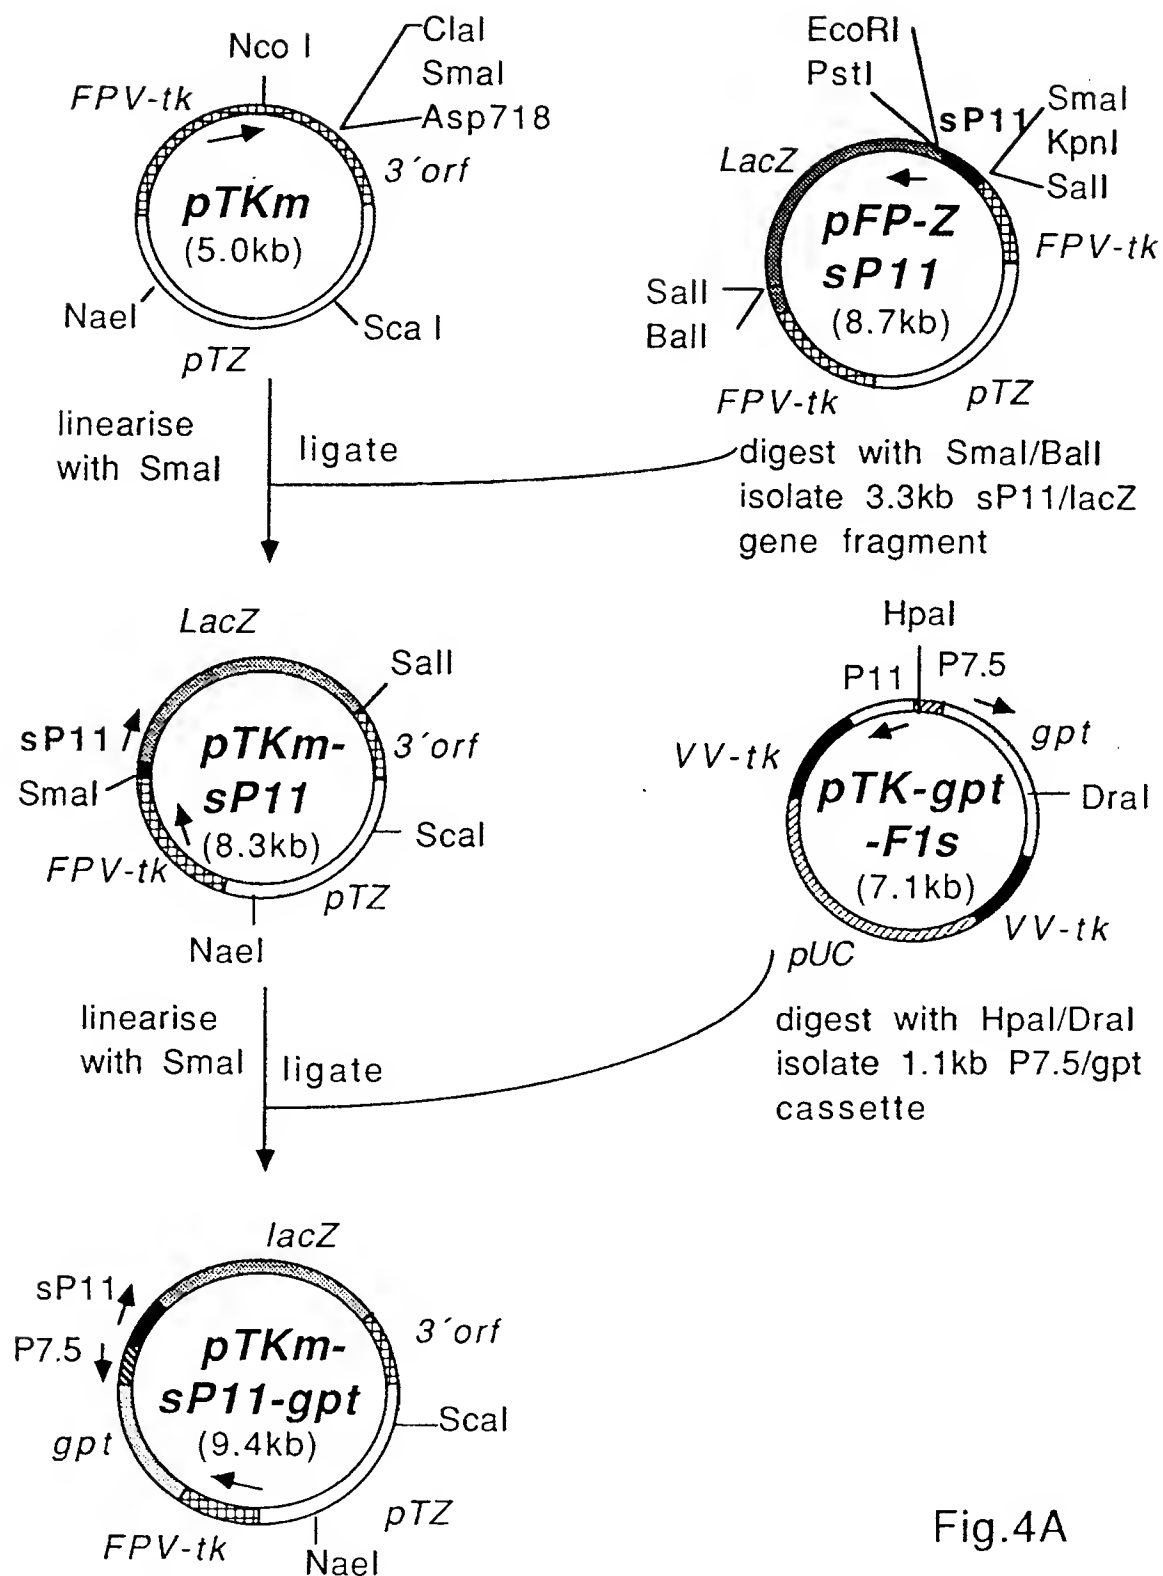 Nco I
FPV-tk
ClaI
SmaI
Asp718
3´orf
pTKm
(5.0kb)
NaeI
Sca I
pTZ
EcoRI
PstI
sP11
SmaI
KpnI
SalI
LacZ
pFP-Z
sP11
(8.7kb)
FPV-tk
SalI
BalI
FPV-tk
pTZ
linearise
with SmaI
ligate
digest with SmaI/BalI
isolate 3.3kb sP11/lacZ
gene fragment
LacZ
SalI
sP11
SmaI
3´orf
pTKm-
sP11
(8.3kb)
ScaI
FPV-tk
pTZ
NaeI
HpaI
P11
P7.5
gpt
VV-tk
pTK-gpt
-F1s
(7.1kb)
DraI
VV-tk
pUC
linearise
with SmaI
ligate
digest with HpaI/DraI
isolate 1.1kb P7.5/gpt
cassette
lacZ
sP11
P7.5
3´orf
pTKm-
sP11-gpt
(9.4kb)
ScaI
gpt
FPV-tk
pTZ
NaeI
Fig.4A